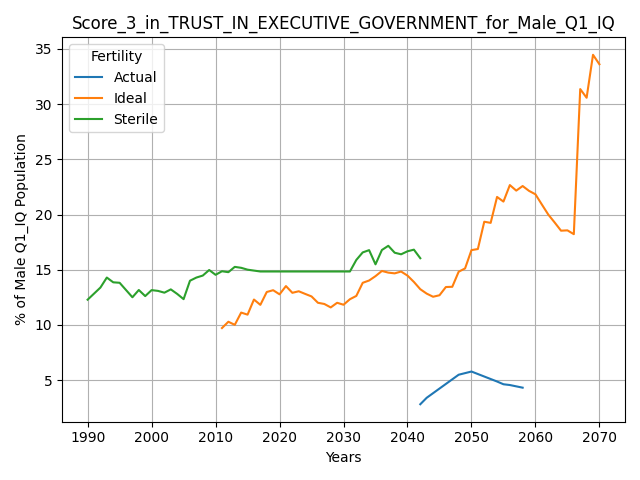 Score_3_in_TRUST_IN_EXECUTIVE_GOVERNMENT_for_Male_Q1_IQ
% of Male Q1_IQ Population
35
30
25
20
15
10
5
Fertility
Actual
Ideal
Sterile
1990 2000 2010 2020 2030 2040 2050 2060 2070
Years